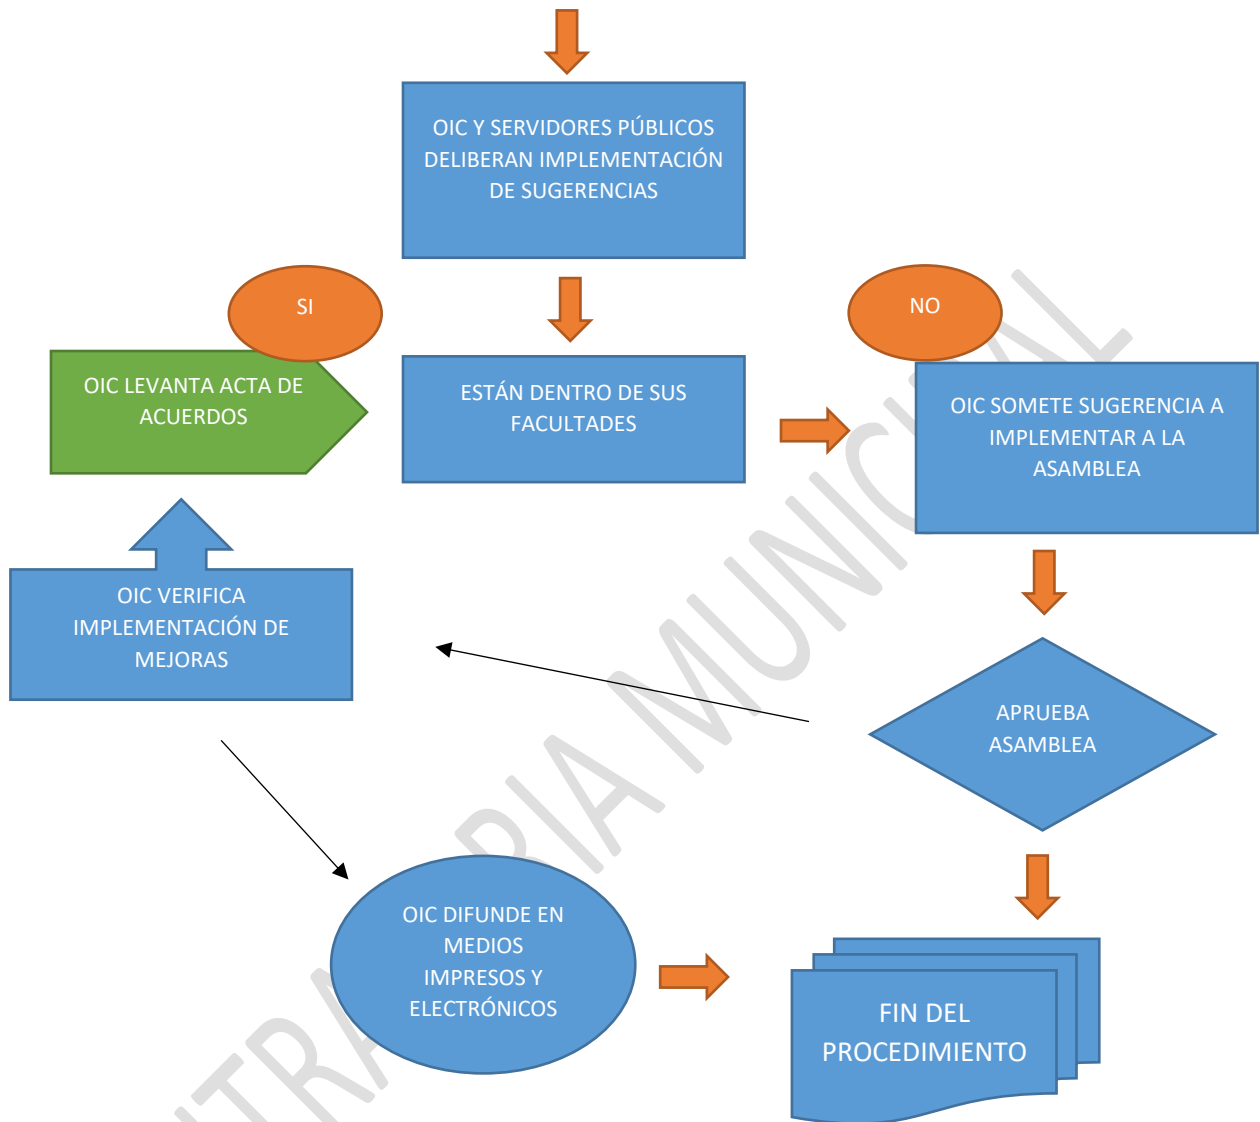 OIC Y SERVIDORES PÚBLICOS
DELIBERAN IMPLEMENTACIÓN
DE SUGERENCIAS
SI
NO
OIC LEVANTA ACTA DE
ACUERDOS
ESTÁN DENTRO DE SUS
FACULTADES
OIC SOMETE SUGERENCIA A
IMPLEMENTAR A LA
ASAMBLEA
OIC VERIFICA
IMPLEMENTACIÓN DE
MEJORAS
APRUEBA
ASAMBLEA
OIC DIFUNDE EN
MEDIOS
IMPRESOS Y
ELECTRÓNICOS
FIN DEL
PROCEDIMIENTO
MUNICIPAL